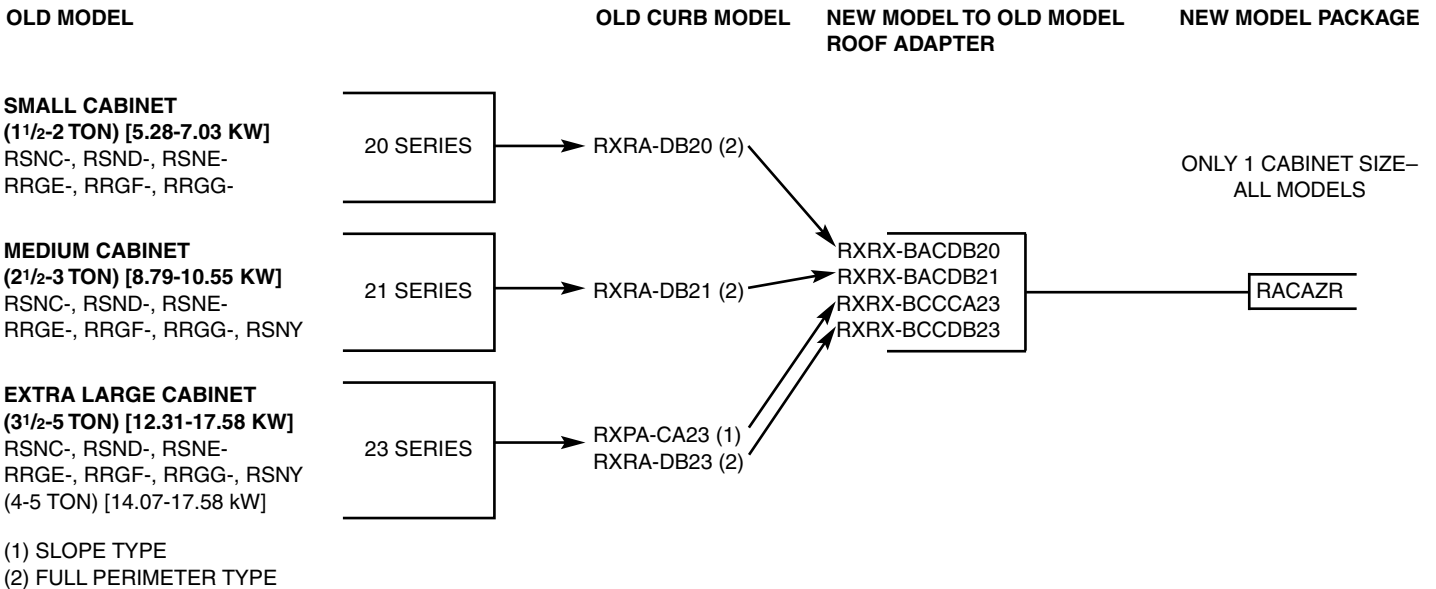 OLD MODEL
OLD CURB MODEL
NEW MODEL TO OLD MODEL
ROOF ADAPTER
NEW MODEL PACKAGE
SMALL CABINET
(1 1/2-2 TON) [5.28-7.03 KW]
RSNC-, RSND-, RSNE-
RRGE-, RRGF-, RRGG-
20 SERIES
RXRA-DB20 (2)
ONLY 1 CABINET SIZE–
ALL MODELS
MEDIUM CABINET
(2 1/2-3 TON) [8.79-10.55 KW]
RSNC-, RSND-, RSNE-
RRGE-, RRGF-, RRGG-, RSNY
21 SERIES
RXRA-DB21 (2)
RXRX-BACDB20
RXRX-BACDB21
RXRX-BCCCA23
RXRX-BCCDB23
RACAZR
EXTRA LARGE CABINET
(3 1/2-5 TON) [12.31-17.58 KW]
RSNC-, RSND-, RSNE-
RRGE-, RRGF-, RRGG-, RSNY
(4-5 TON) [14.07-17.58 kW]
23 SERIES
RXPA-CA23 (1)
RXRA-DB23 (2)
(1) SLOPE TYPE
(2) FULL PERIMETER TYPE